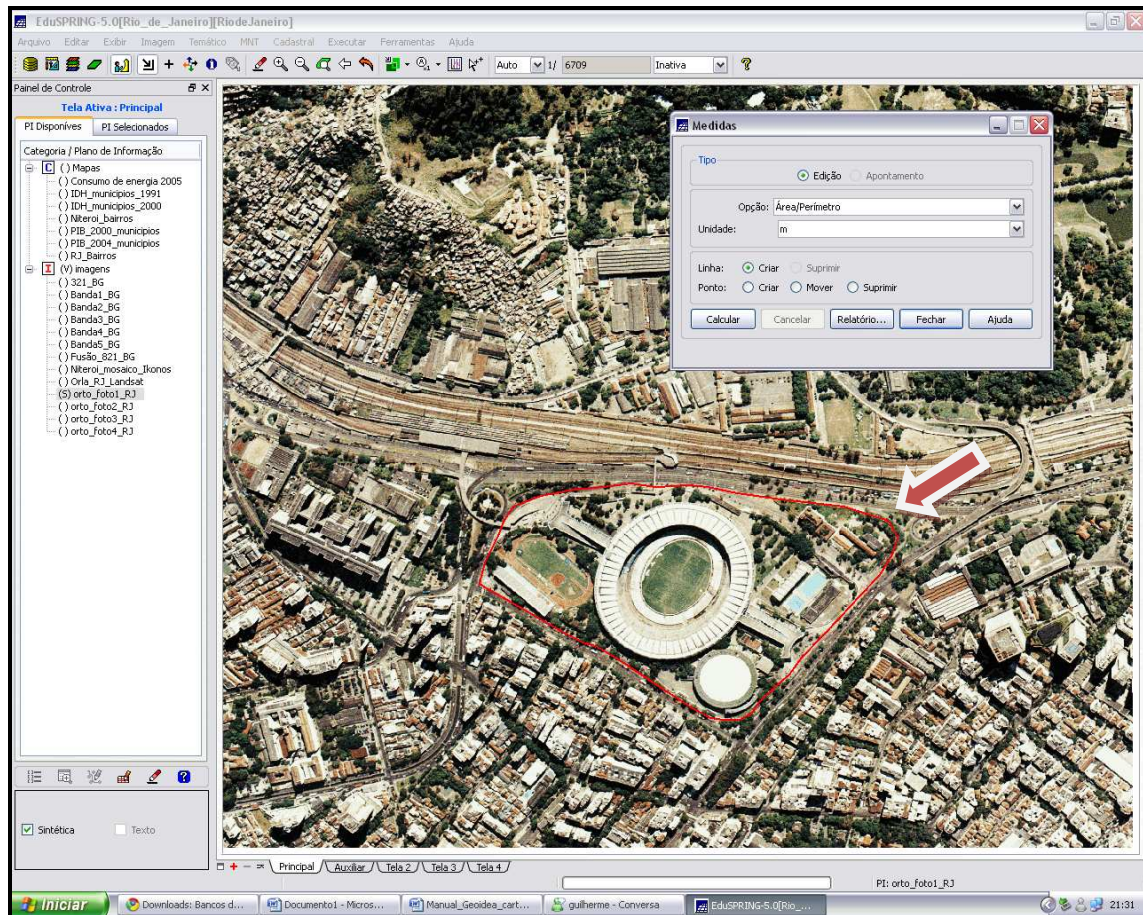 EduSPRING-5.0[Rio_de_Janeiro][RiodeJaneiro]
Arquivo Editar Exibir Imagem Temático MNT Cadastral Executar Ferramentas Ajuda
Auto 1/ 6709 Inativa
Painel de Controle
Tela Ativa : Principal
PI Disponíves PI Selecionados
Categoria / Plano de Informação
C () Mapas
() Consumo de energia 2005
() IDH_municipios_1991
() IDH_municipios_2000
() Niteroi_bairros
() PIB_2000_municipios
() PIB_2004_municipios
() RJ_Bairros
I (V) imagens
() 321_BG
() Banda1_BG
() Banda2_BG
() Banda3_BG
() Banda4_BG
() Banda5_BG
() Fusão_821_BG
() Niteroi_mosaico_Ikonos
() Orla_RJ_Landsat
(S) orto_foto1_RJ
() orto_foto2_RJ
() orto_foto3_RJ
() orto_foto4_RJ
Sintética Texto
Medidas
Tipo
Edição Apontamento
Opção: Área/Perímetro
Unidade: m
Linha: Criar Suprimir
Ponto: Criar Mover Suprimir
Calcular Cancelar Relatório... Fechar Ajuda
Principal Auxiliar Tela 2 Tela 3 Tela 4
PI: orto_foto1_RJ
Iniciar Downloads: Bancos d... Documento1 - Micros... Manual_Geoidea_cart... guilherme - Conversa EduSPRING-5.0[Rio_... 21:31